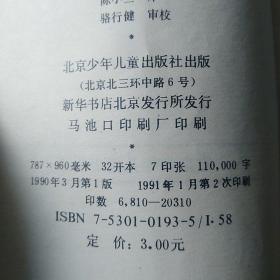 骆行健 审校
*
北京少年儿童出版社出版
(北京北三环中路6号)
新华书店北京发行所发行
马池口印刷厂印刷
*
787×960毫米 32开本 7印张 110,000字
1990年3月第1版 1991年1月第2次印刷
印数 6,810-20310
ISBN 7-5301-0193-5/I·58
定 价: 3.00元